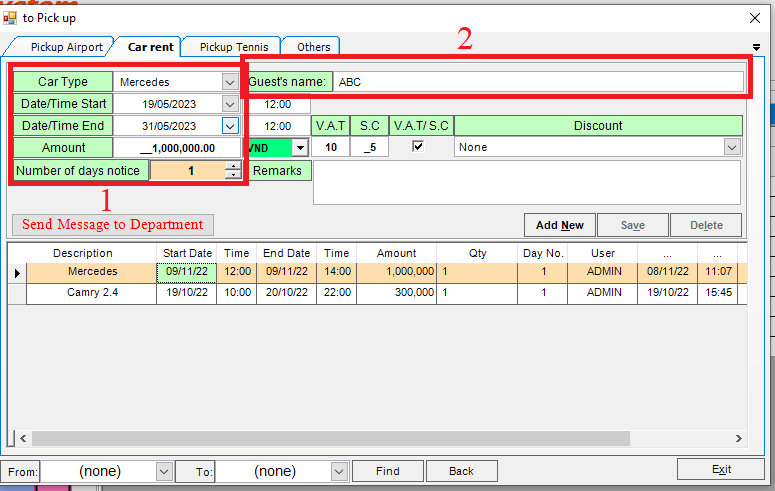 to Pick up
Pickup Airport Car rent Pickup Tennis Others
2
Car Type Mercedes Guest's name: ABC
Date/Time Start 19/05/2023 12:00
Date/Time End 31/05/2023 12:00 V.A.T S.C V.A.T/ S.C Discount
Amount __1,000,000.00 VND 10 _5 None
Number of days notice 1 Remarks
1
Send Message to Department Add New Save Delete
Description Start Date Time End Date Time Amount Qty Day No. User ... ...
Mercedes 09/11/22 12:00 09/11/22 14:00 1,000,000 1 1 ADMIN 08/11/22 11:07
Camry 2.4 19/10/22 10:00 20/10/22 22:00 300,000 1 1 ADMIN 19/10/22 15:45
From: (none) To: (none) Find Back Exit